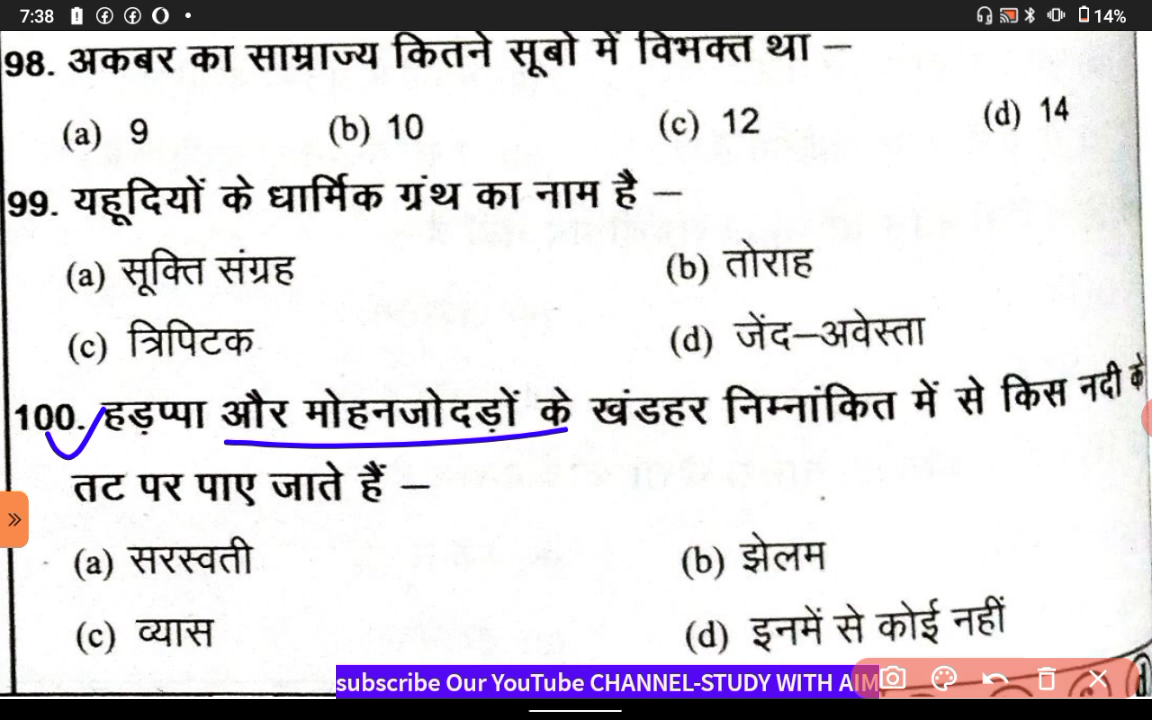 7:38
14%
98. अकबर का साम्राज्य कितने सूबो में विभक्त था –
(a) 9 (b) 10 (c) 12 (d) 14
99. यहूदियों के धार्मिक ग्रंथ का नाम है –
(a) सूक्ति संग्रह (b) तोराह
(c) त्रिपिटक (d) जेंद–अवेस्ता
100. हड़प्पा और मोहनजोदड़ों के खंडहर निम्नांकित में से किस नदी के
तट पर पाए जाते हैं –
(a) सरस्वती (b) झेलम
(c) व्यास (d) इनमें से कोई नहीं
subscribe Our YouTube CHANNEL-STUDY WITH AIM